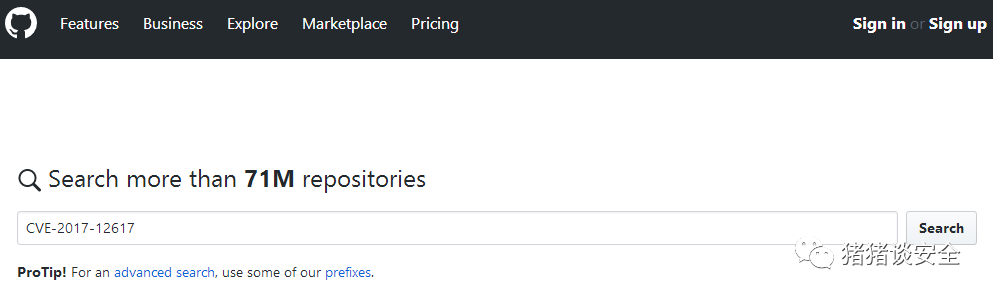 Features Business Explore Marketplace Pricing Sign in or Sign up
Search more than 71M repositories
CVE-2017-12617 Search
ProTip! For an advanced search, use some of our prefixes.
猪猪谈安全